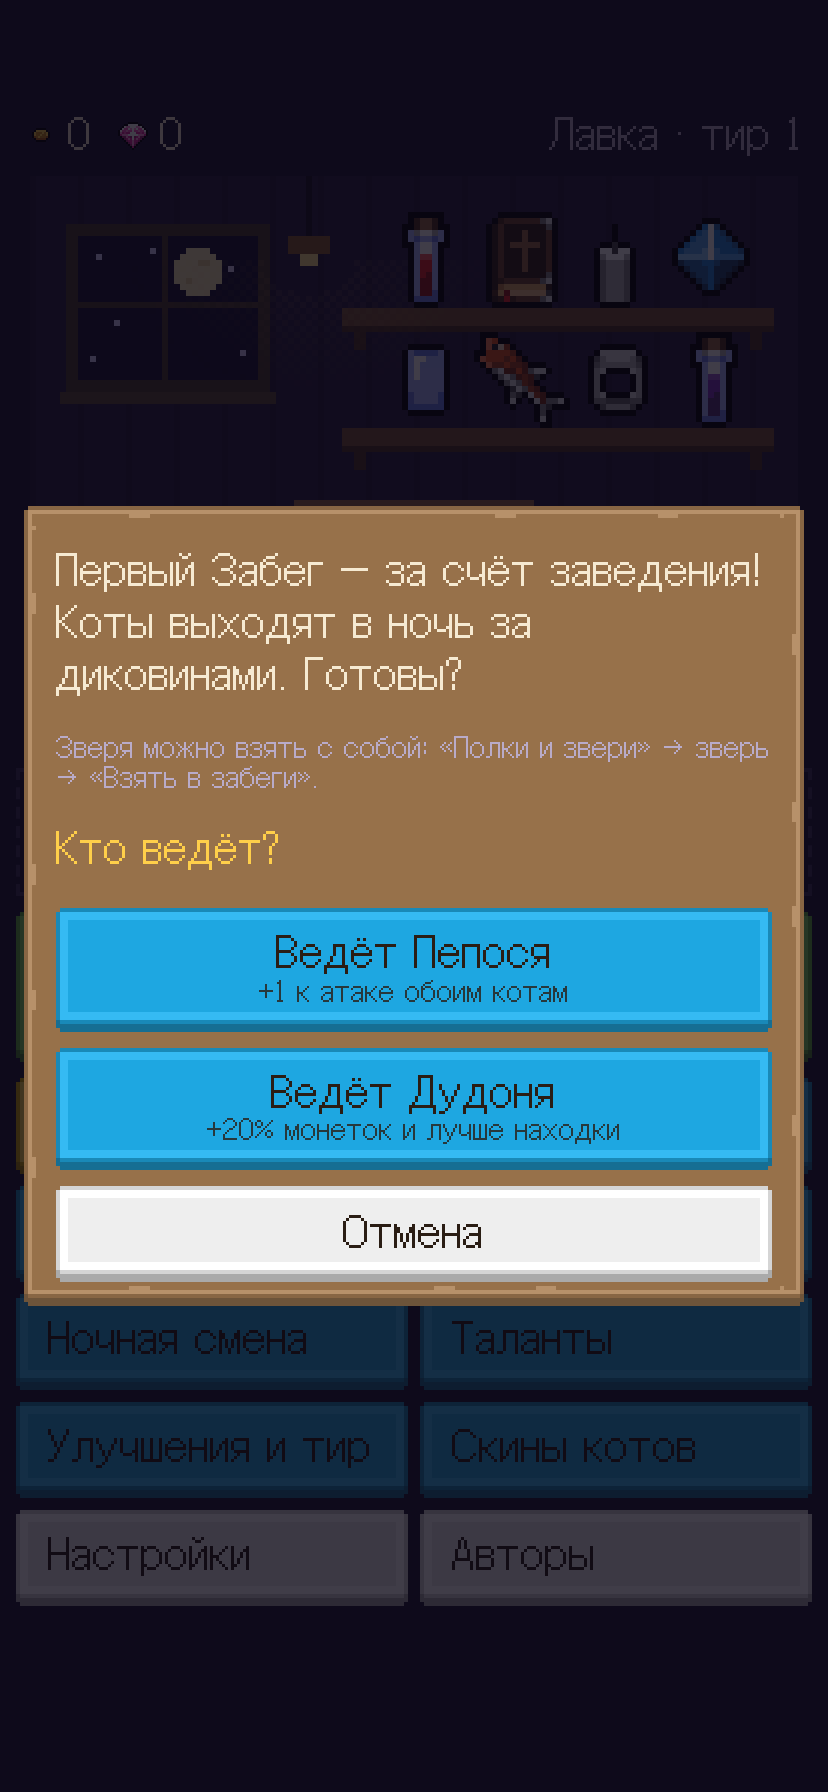 0 0 Лавка · тир 1
Первый Забег — за счёт заведения!
Коты выходят в ночь за
диковинами. Готовы?
Зверя можно взять с собой: «Полки и звери» → зверь
→ «Взять в забеги».
Кто ведёт?
Ведёт Пепося
+1 к атаке обоим котам
Ведёт Дудоня
+20% монеток и лучше находки
Отмена
Ночная смена
Таланты
Улучшения и тир
Скины котов
Настройки
Авторы